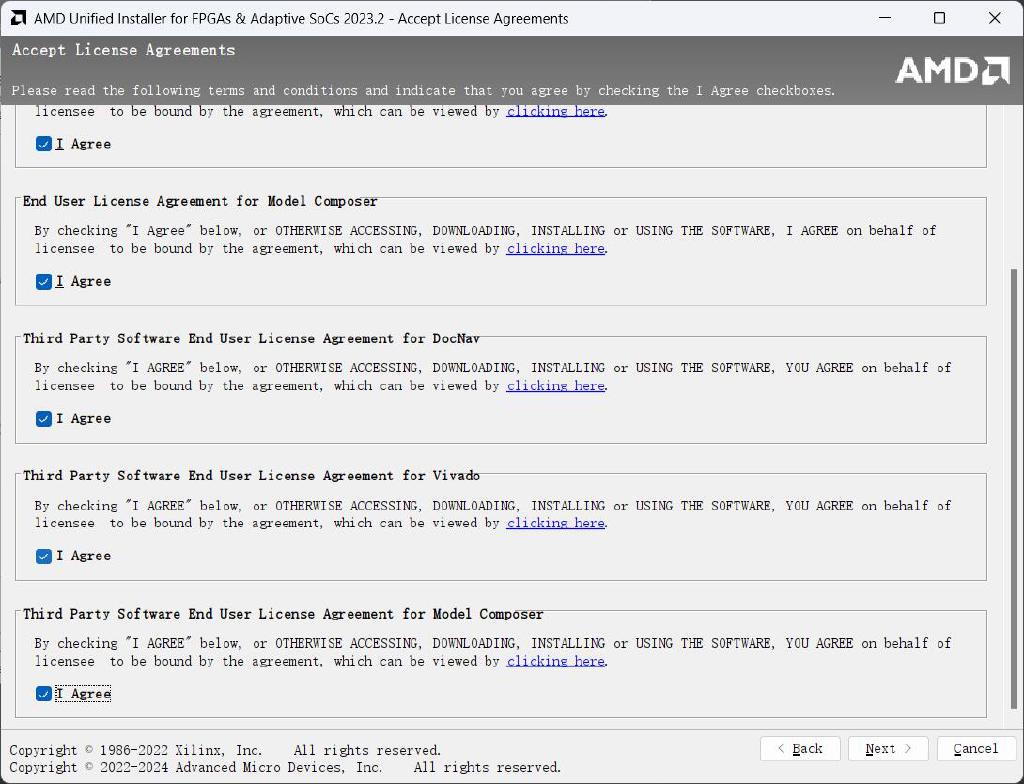 AMD Unified Installer for FPGAs & Adaptive SoCs 2023.2 - Accept License Agreements
Accept License Agreements
AMD
Please read the following terms and conditions and indicate that you agree by checking the I Agree checkboxes.
licensee  to be bound by the agreement, which can be viewed by clicking here.
I Agree
End User License Agreement for Model Composer
By checking "I Agree" below, or OTHERWISE ACCESSING, DOWNLOADING, INSTALLING or USING THE SOFTWARE, I AGREE on behalf of
licensee  to be bound by the agreement, which can be viewed by clicking here.
I Agree
Third Party Software End User License Agreement for DocNav
By checking "I AGREE" below, or OTHERWISE ACCESSING, DOWNLOADING, INSTALLING or USING THE SOFTWARE, YOU AGREE on behalf of
licensee  to be bound by the agreement, which can be viewed by clicking here.
I Agree
Third Party Software End User License Agreement for Vivado
By checking "I AGREE" below, or OTHERWISE ACCESSING, DOWNLOADING, INSTALLING or USING THE SOFTWARE, YOU AGREE on behalf of
licensee  to be bound by the agreement, which can be viewed by clicking here.
I Agree
Third Party Software End User License Agreement for Model Composer
By checking "I AGREE" below, or OTHERWISE ACCESSING, DOWNLOADING, INSTALLING or USING THE SOFTWARE, YOU AGREE on behalf of
licensee  to be bound by the agreement, which can be viewed by clicking here.
I Agree
Copyright © 1986-2022 Xilinx, Inc.    All rights reserved.
Copyright © 2022-2024 Advanced Micro Devices, Inc.    All rights reserved.
< Back
Next >
Cancel